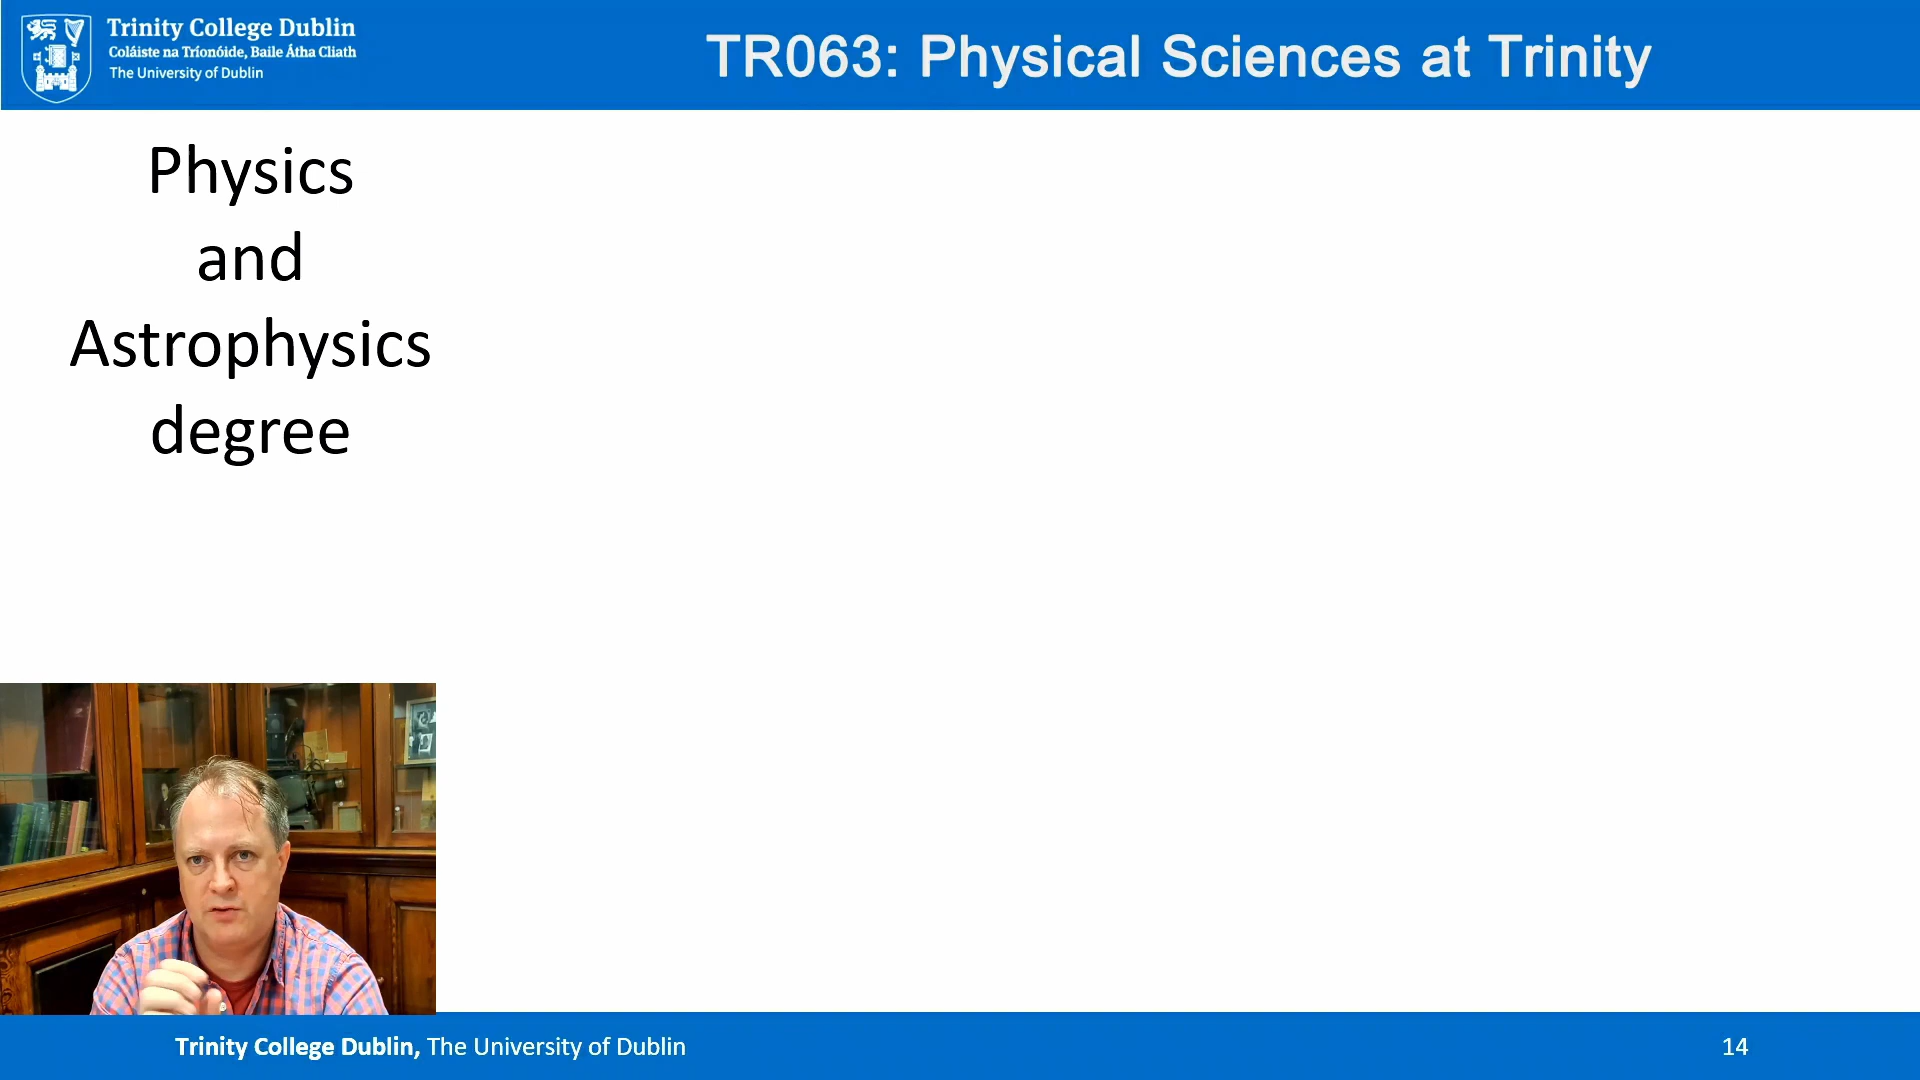 Trinity College Dublin
Coláiste na Tríonóide, Baile Átha Cliath
The University of Dublin
TR063: Physical Sciences at Trinity
Physics
and
Astrophysics
degree
Trinity College Dublin, The University of Dublin
14